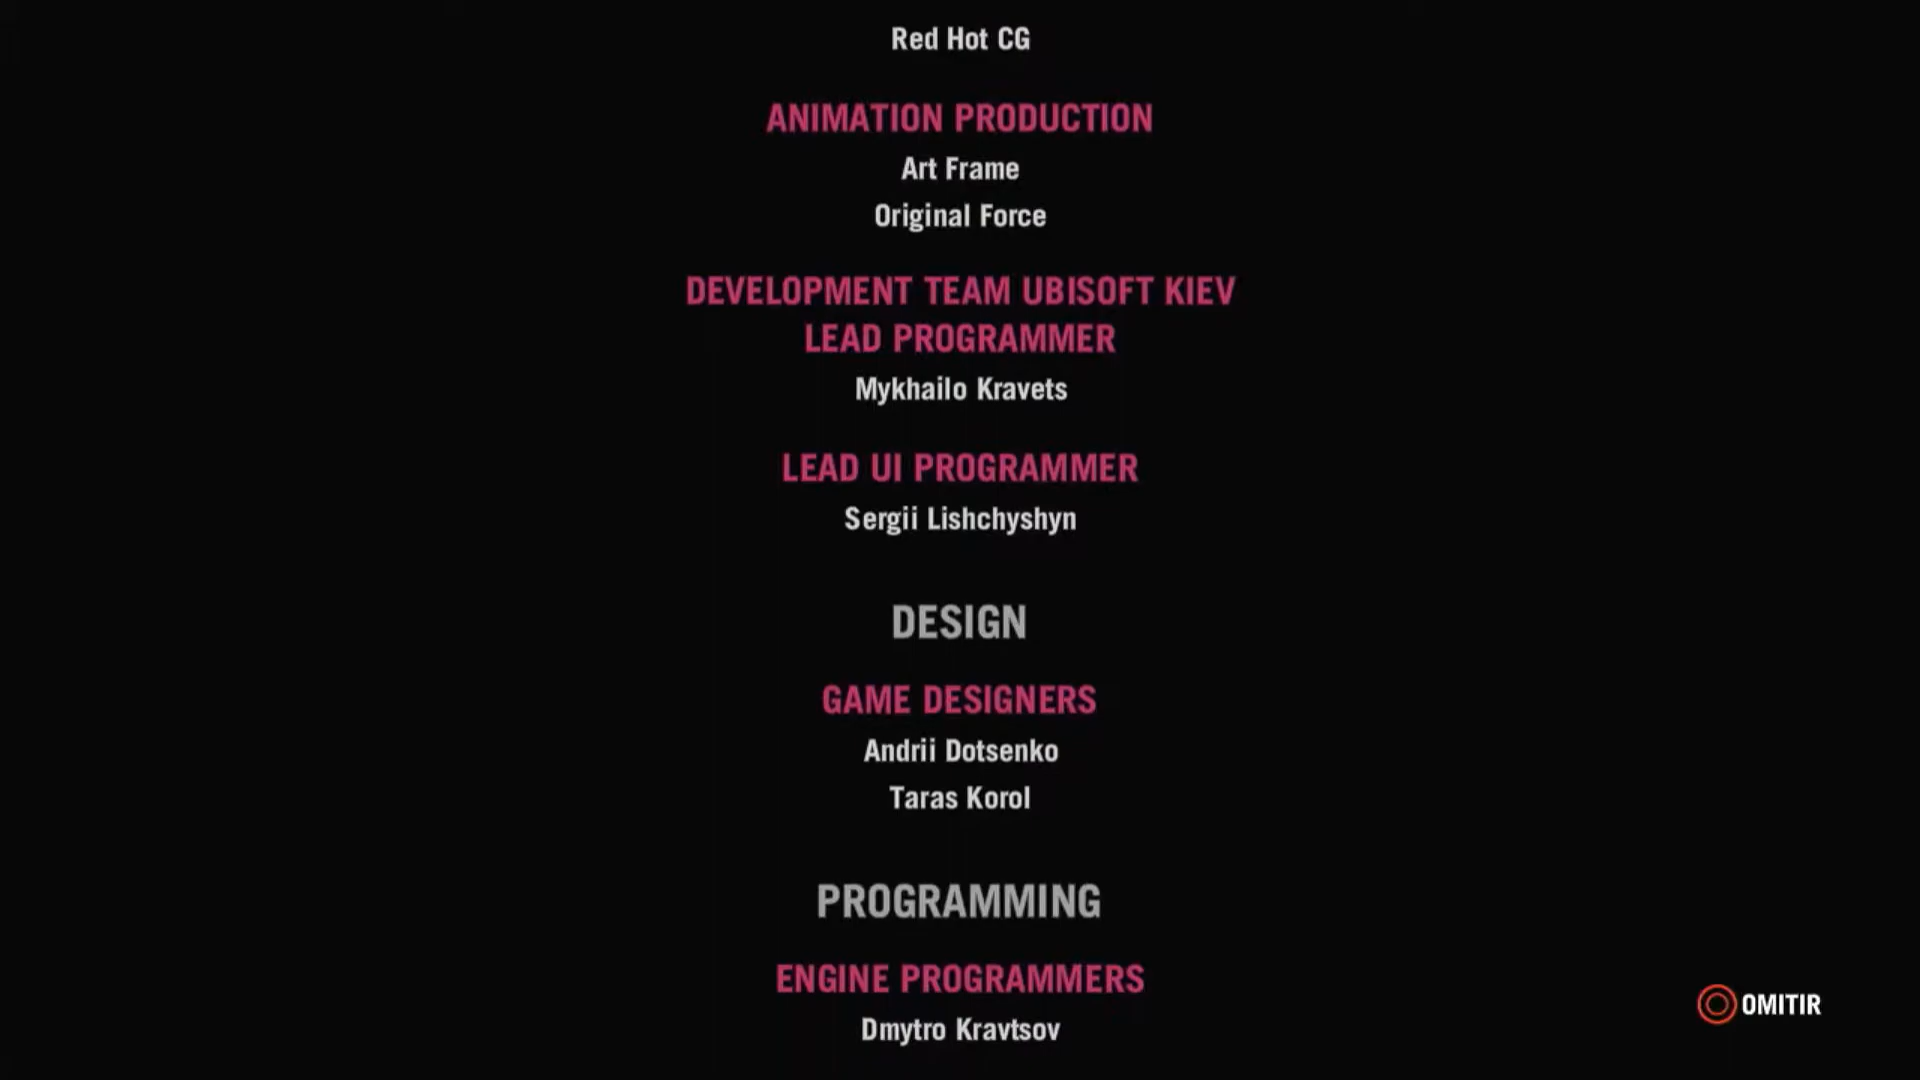 Red Hot CG
ANIMATION PRODUCTION
Art Frame
Original Force
DEVELOPMENT TEAM UBISOFT KIEV
LEAD PROGRAMMER
Mykhailo Kravets
LEAD UI PROGRAMMER
Sergii Lishchyshyn
DESIGN
GAME DESIGNERS
Andrii Dotsenko
Taras Korol
PROGRAMMING
ENGINE PROGRAMMERS
Dmytro Kravtsov
OMITIR